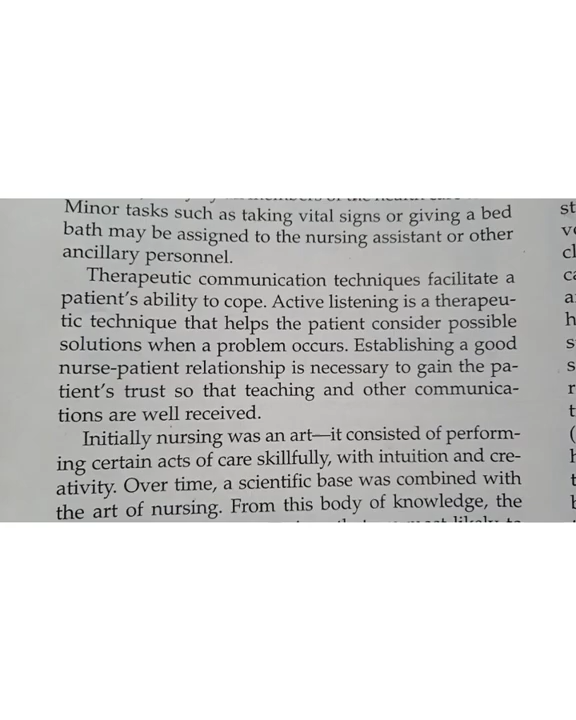 Minor tasks such as taking vital signs or giving a bed
bath may be assigned to the nursing assistant or other
ancillary personnel.
Therapeutic communication techniques facilitate a
patient's ability to cope. Active listening is a therapeu-
tic technique that helps the patient consider possible
solutions when a problem occurs. Establishing a good
nurse-patient relationship is necessary to gain the pa-
tient's trust so that teaching and other communica-
tions are well received.
Initially nursing was an art—it consisted of perform-
ing certain acts of care skillfully, with intuition and cre-
ativity. Over time, a scientific base was combined with
the art of nursing. From this body of knowledge, the